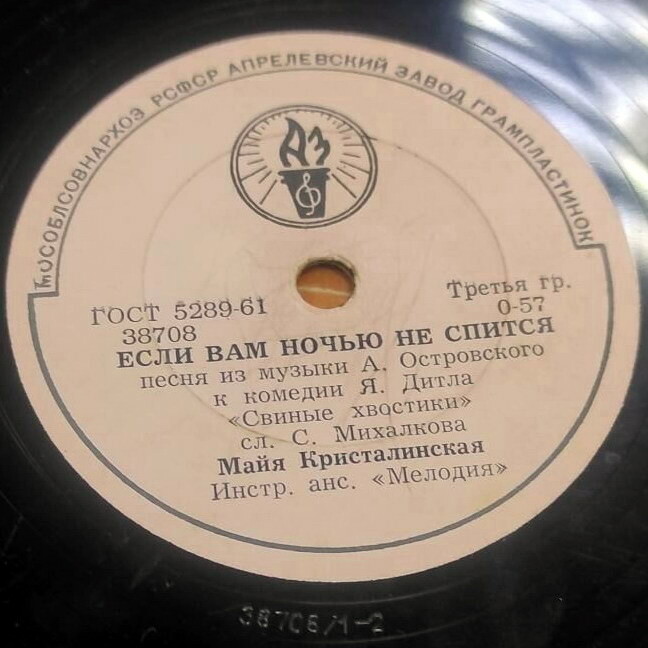 МОСОБЛСОВНАРХОЗ РСФСР АПРЕЛЕВСКИЙ ЗАВОД ГРАМПЛАСТИНОК
АЗ
ГОСТ 5289-61
38708
Третья гр.
0-57
ЕСЛИ ВАМ НОЧЬЮ НЕ СПИТСЯ
песня из музыки А. Островского
к комедии Я. Дитла
«Свиные хвостики»
сл. С. Михалкова
Майя Кристалинская
Инстр. анс. «Мелодия»
38708/1-2